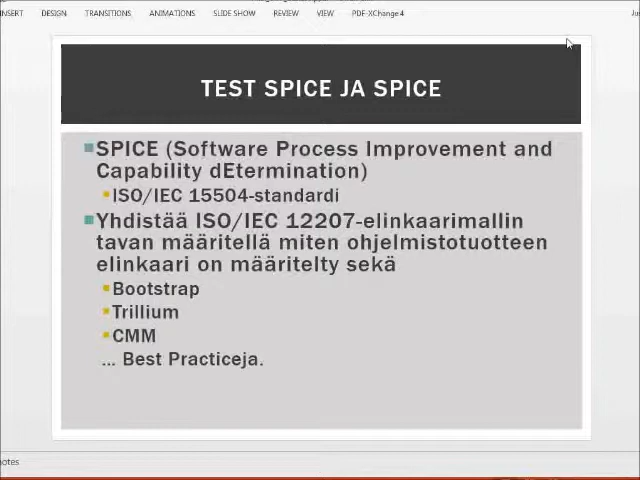 INSERT DESIGN TRANSITIONS ANIMATIONS SLIDE SHOW REVIEW VIEW PDF-XChange 4
TEST SPICE JA SPICE
SPICE (Software Process Improvement and
Capability dEtermination)
ISO/IEC 15504-standardi
Yhdistää ISO/IEC 12207-elinkaarimallin
tavan määritellä miten ohjelmistotuotteen
elinkaari on määritelty sekä
Bootstrap
Trillium
CMM
... Best Practiceja.